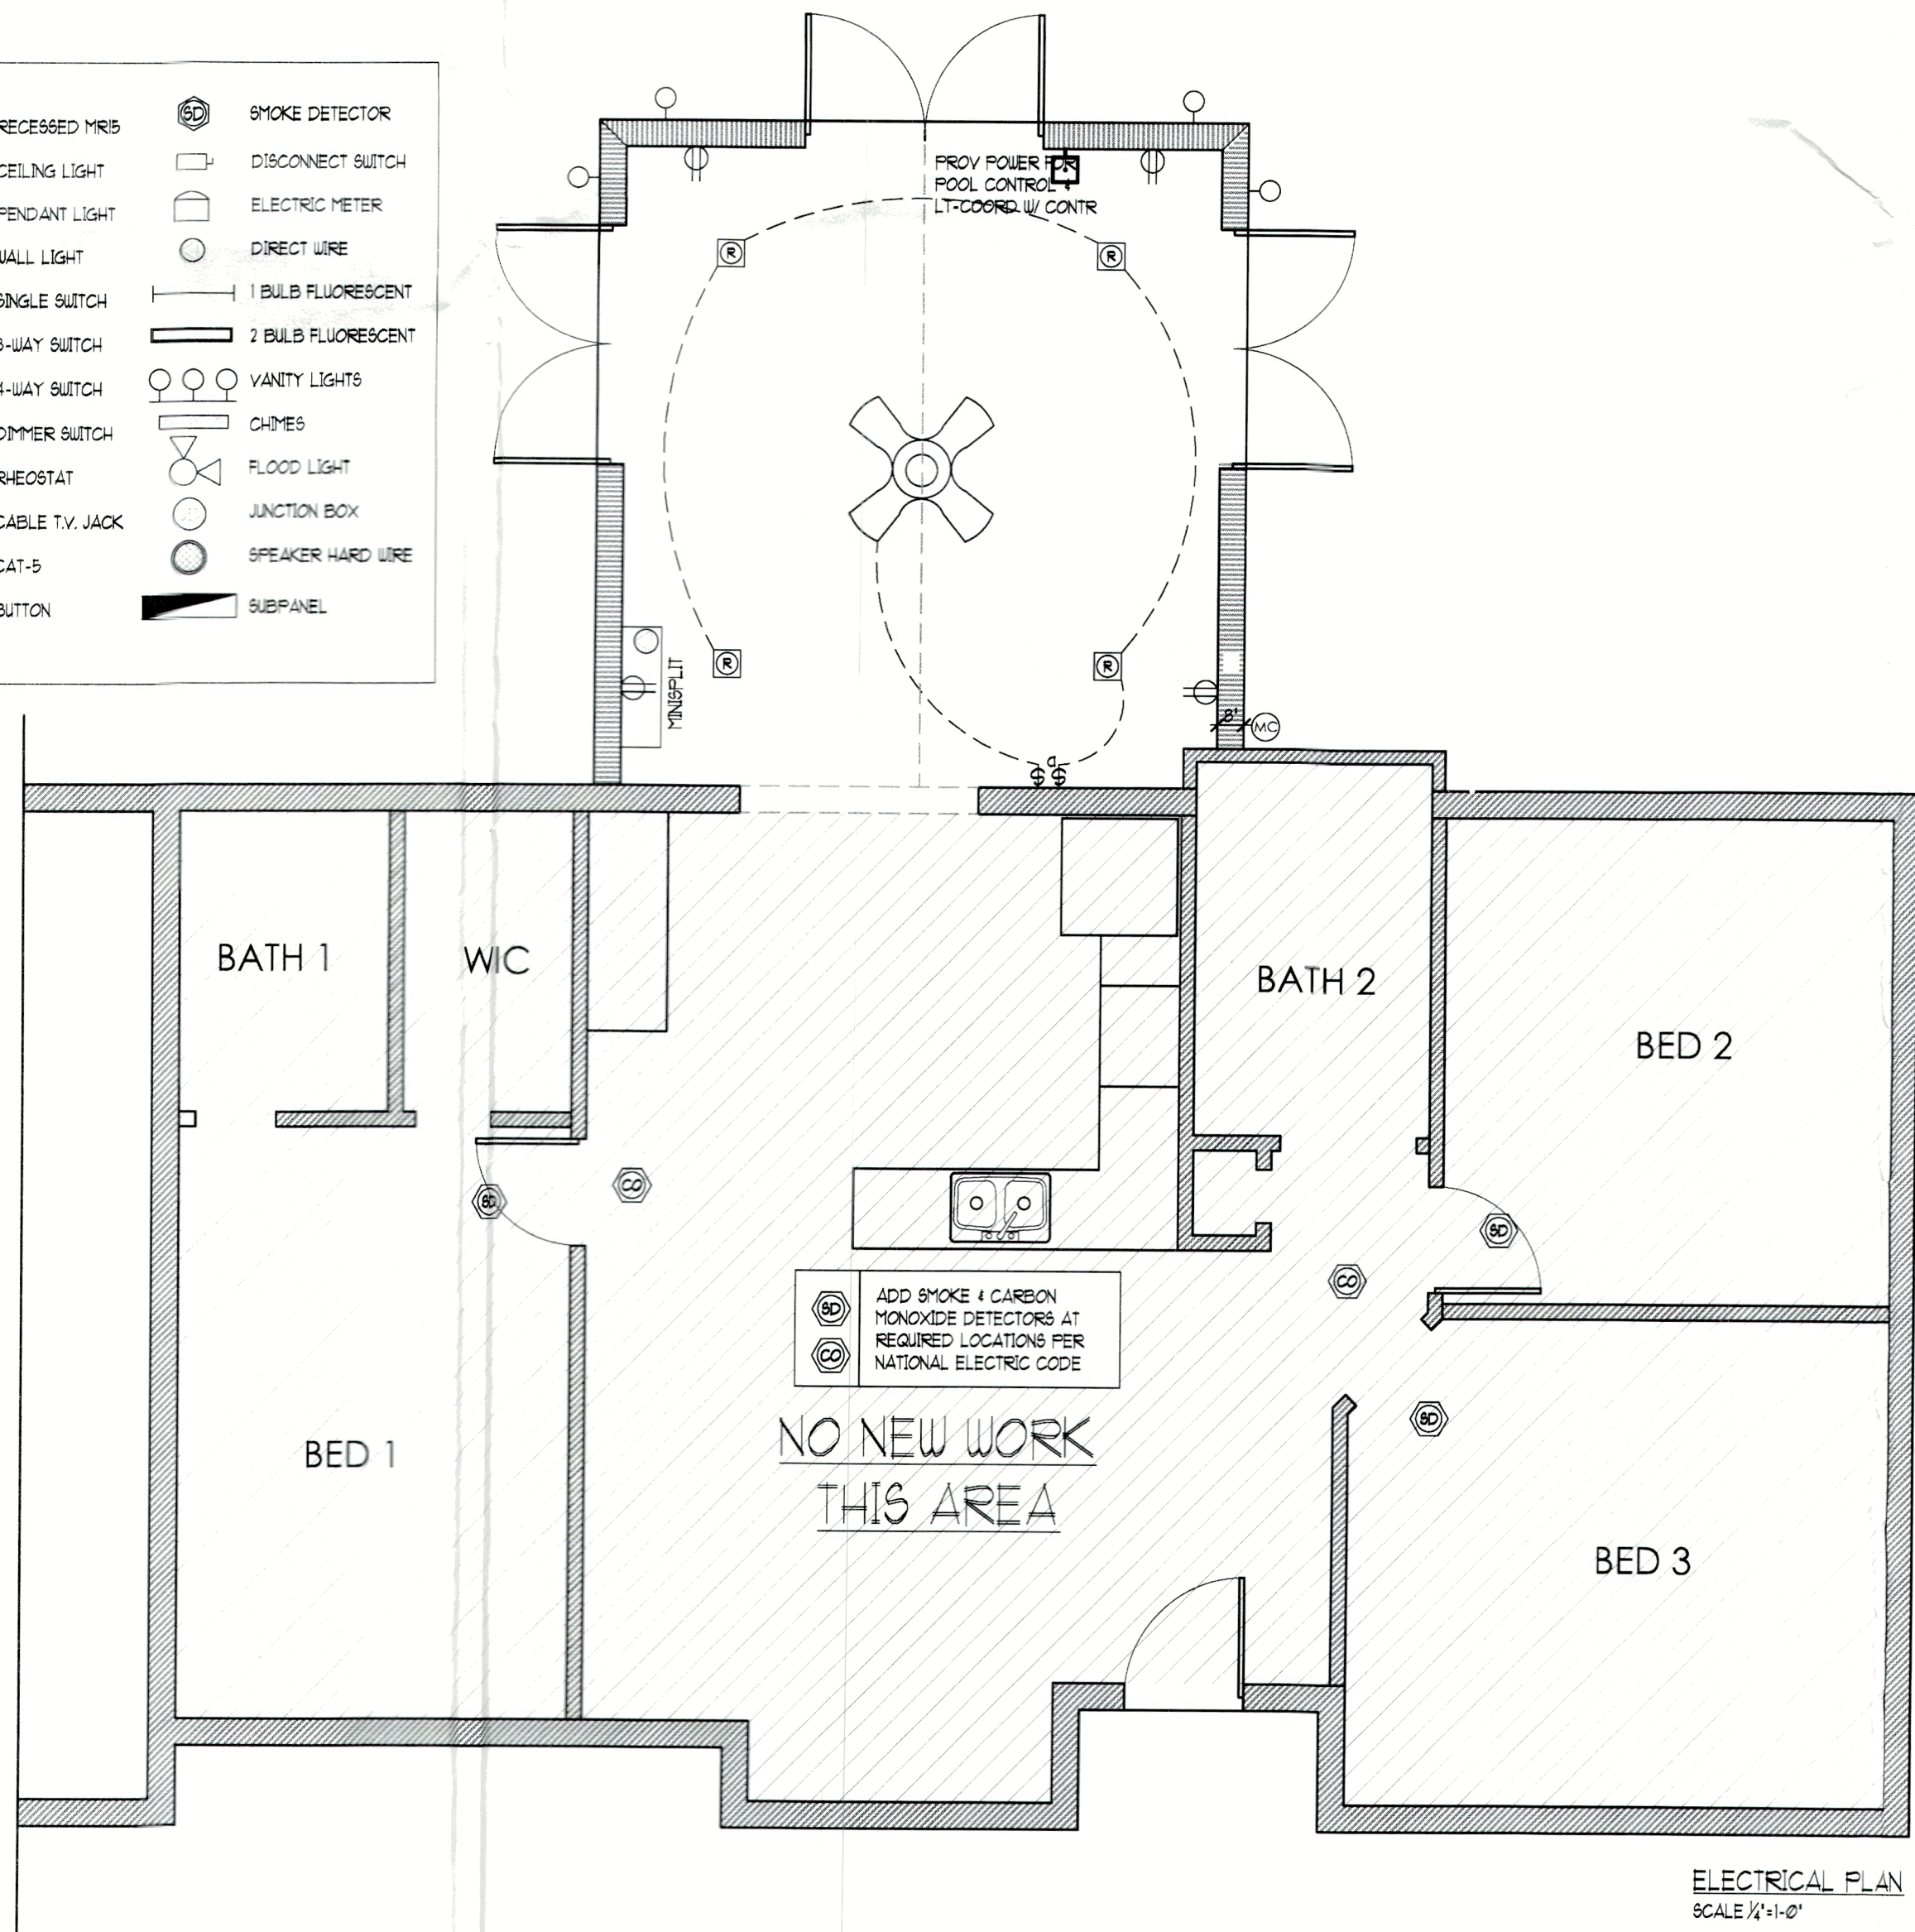 RECESSED MR15
CEILING LIGHT
PENDANT LIGHT
WALL LIGHT
SINGLE SWITCH
3-WAY SWITCH
4-WAY SWITCH
DIMMER SWITCH
RHEOSTAT
CABLE T.V. JACK
CAT-5
BUTTON
SD SMOKE DETECTOR
DISCONNECT SWITCH
ELECTRIC METER
DIRECT WIRE
1 BULB FLUORESCENT
2 BULB FLUORESCENT
VANITY LIGHTS
CHIMES
FLOOD LIGHT
JUNCTION BOX
SPEAKER HARD WIRE
SUBPANEL
PROV POWER FOR
POOL CONTROL &
LT-COORD W/ CONTR
R
R
R
R
MINISPLIT
8"
MC
a
$ $
BATH 1
WIC
BATH 2
BED 2
SD
CO
SD
CO
SD
ADD SMOKE & CARBON
MONOXIDE DETECTORS AT
CO
REQUIRED LOCATIONS PER
NATIONAL ELECTRIC CODE
SD
NO NEW WORK
THIS AREA
BED 1
BED 3
ELECTRICAL PLAN
SCALE 1/4"=1-0"